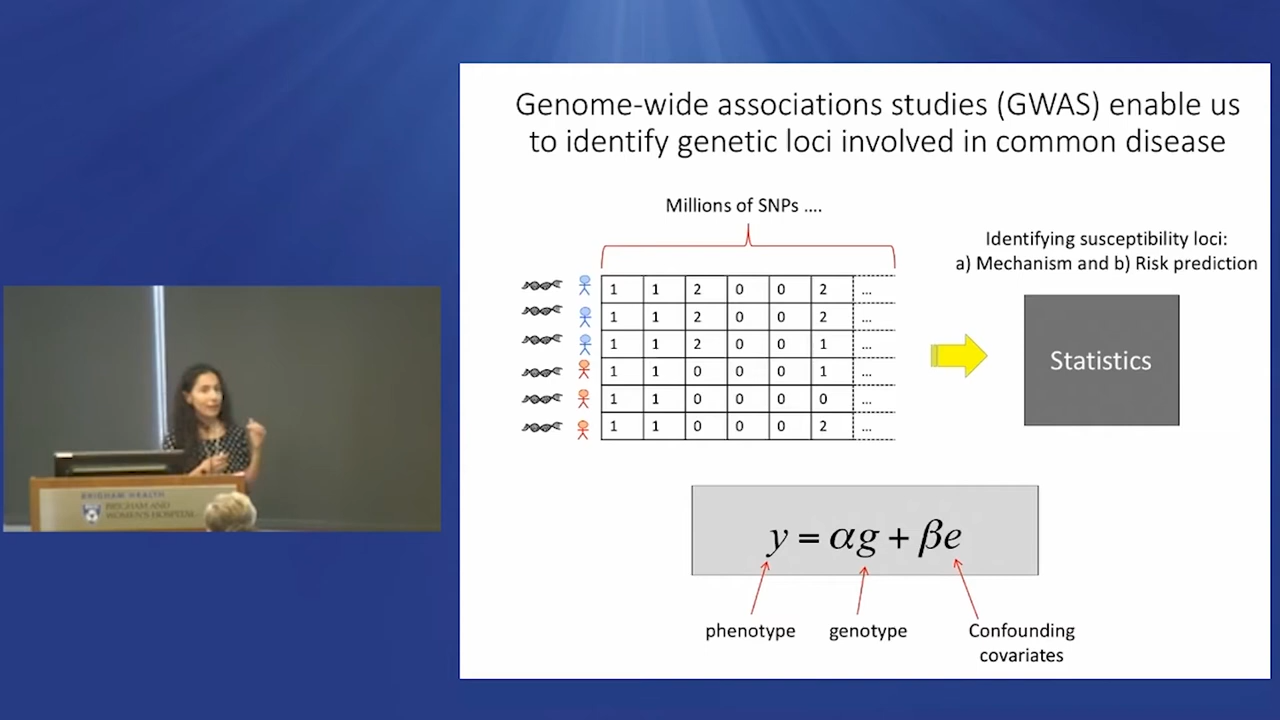 Genome-wide associations studies (GWAS) enable us
to identify genetic loci involved in common disease
Millions of SNPs ....
Identifying susceptibility loci:
a) Mechanism and b) Risk prediction
1 1 2 0 0 2 ...
1 1 2 0 0 2 ...
1 1 2 0 0 1 ...
1 1 0 0 0 1 ...
1 1 0 0 0 0 ...
1 1 0 0 0 2 ...
Statistics
y = αg + βe
phenotype
genotype
Confounding
covariates
BRIGHAM HEALTH
BRIGHAM AND
WOMEN'S HOSPITAL